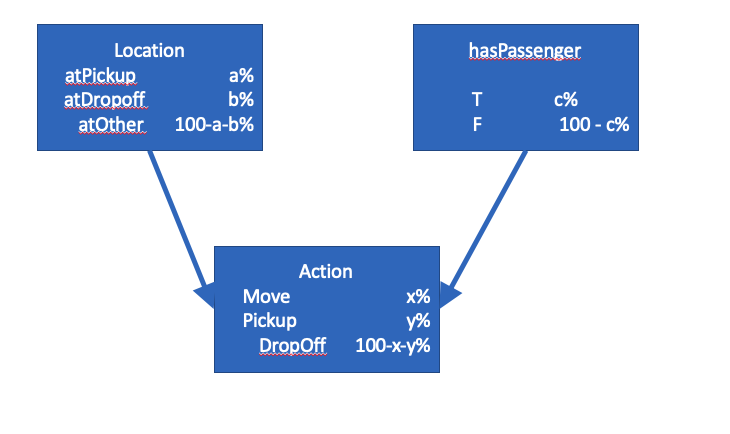 Location
atPickup a%
atDropoff b%
atOther 100-a-b%
hasPassenger
T c%
F 100 - c%
Action
Move x%
Pickup y%
DropOff 100-x-y%